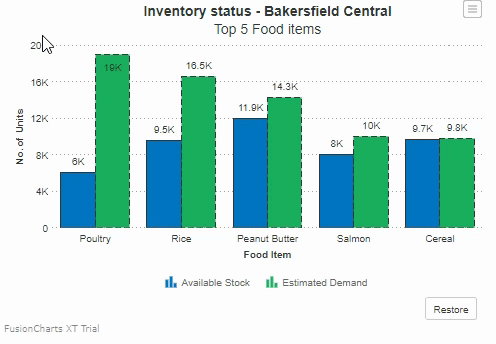 Inventory status - Bakersfield Central
Top 5 Food items
No. of Units
20
16K
12K
8K
4K
0
6K
19K
9.5K
16.5K
11.9K
14.3K
8K
10K
9.7K
9.8K
Poultry
Rice
Peanut Butter
Salmon
Cereal
Food Item
Available Stock
Estimated Demand
Restore
FusionCharts XT Trial